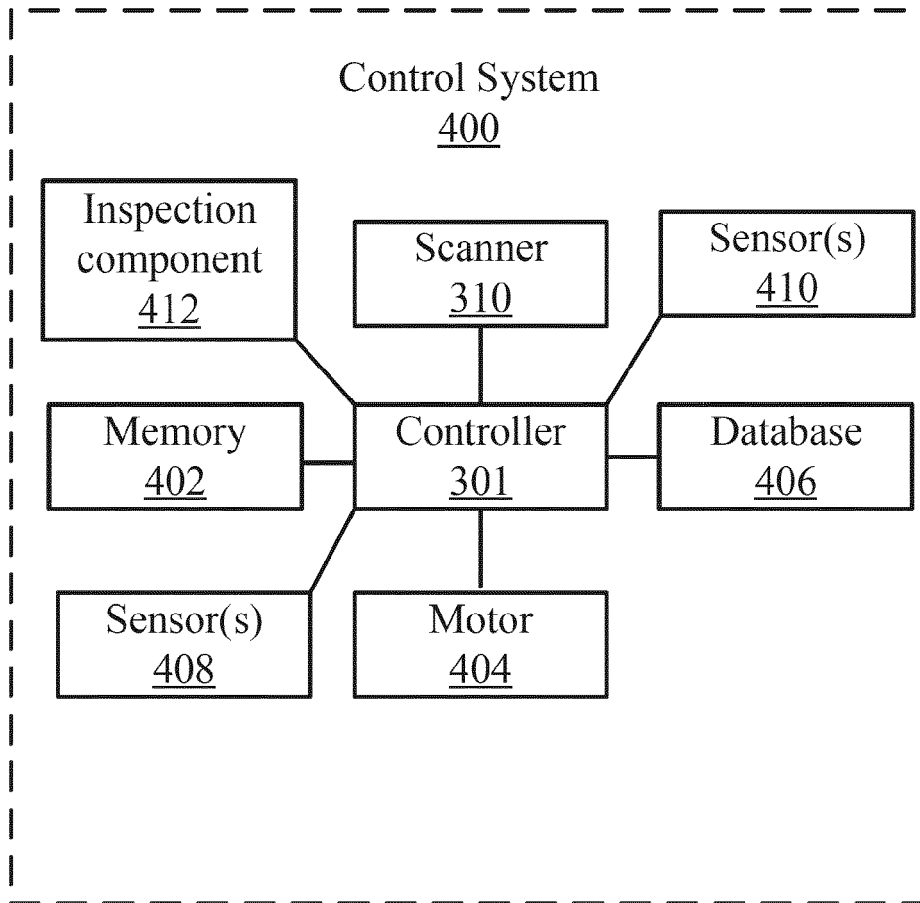 Control System
400
Inspection
component
412
Scanner
310
Sensor(s)
410
Memory
402
Controller
301
Database
406
Sensor(s)
408
Motor
404